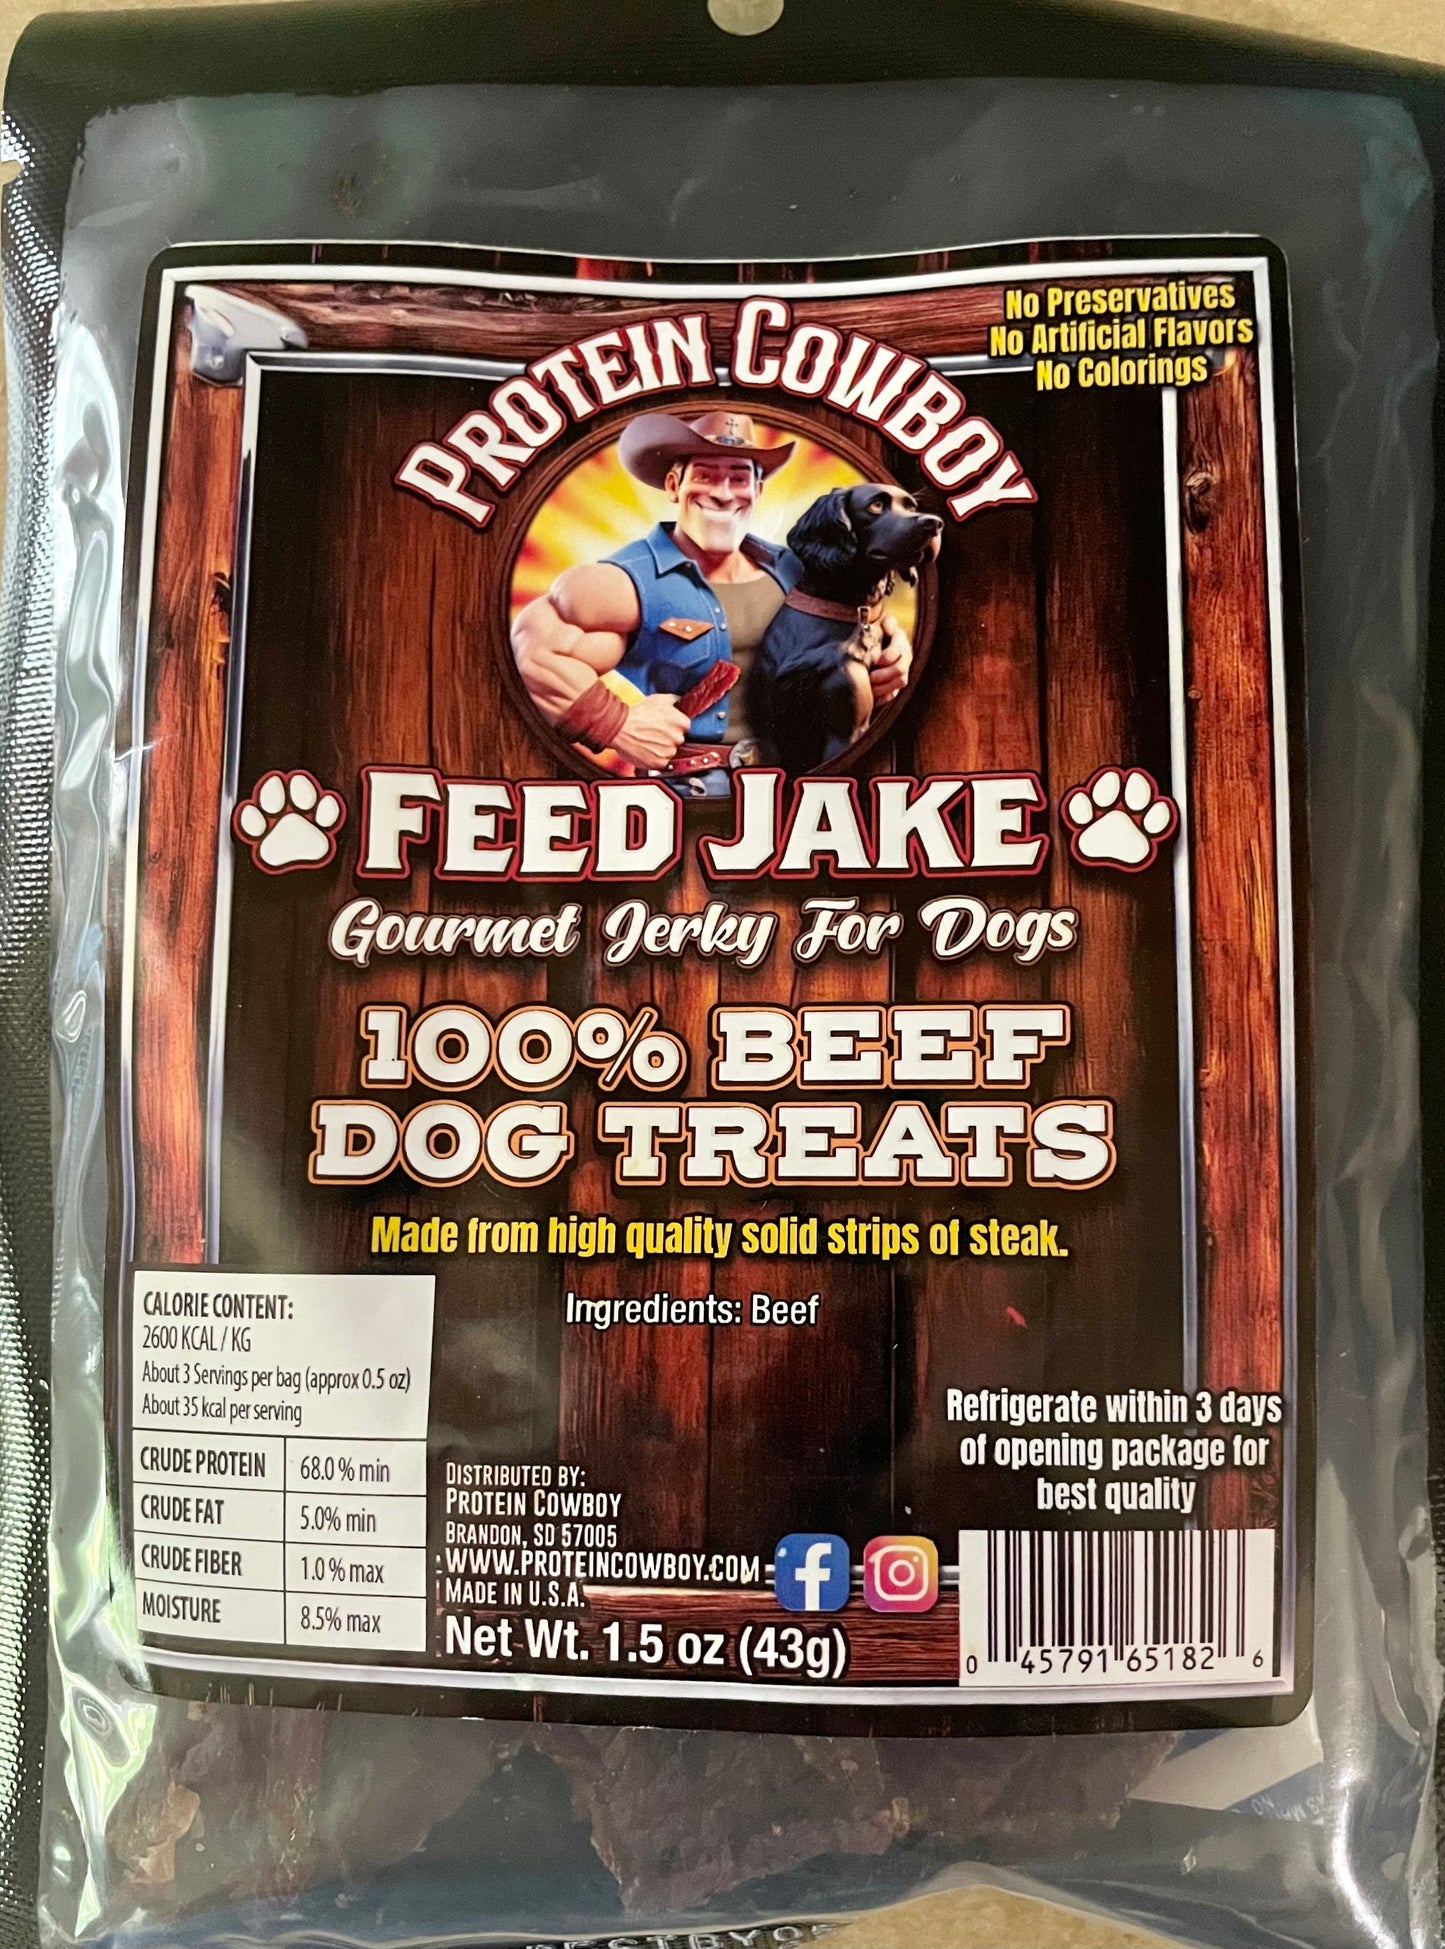 No Preservatives
No Artificial Flavors
No Colorings
PROTEIN COWBOY
FEED JAKE
Gourmet Jerky For Dogs
100% BEEF
DOG TREATS
Made from high quality solid strips of steak.
Ingredients: Beef
CALORIE CONTENT:
2600 KCAL / KG
About 3 Servings per bag (approx 0.5 oz)
About 35 kcal per serving
CRUDE PROTEIN 68.0 % min
CRUDE FAT 5.0% min
CRUDE FIBER 1.0 % max
MOISTURE 8.5% max
DISTRIBUTED BY:
PROTEIN COWBOY
BRANDON, SD 57005
WWW.PROTEINCOWBOY.COM
MADE IN U.S.A.
Net Wt. 1.5 oz (43g)
Refrigerate within 3 days
of opening package for
best quality
0 45791 65182 6